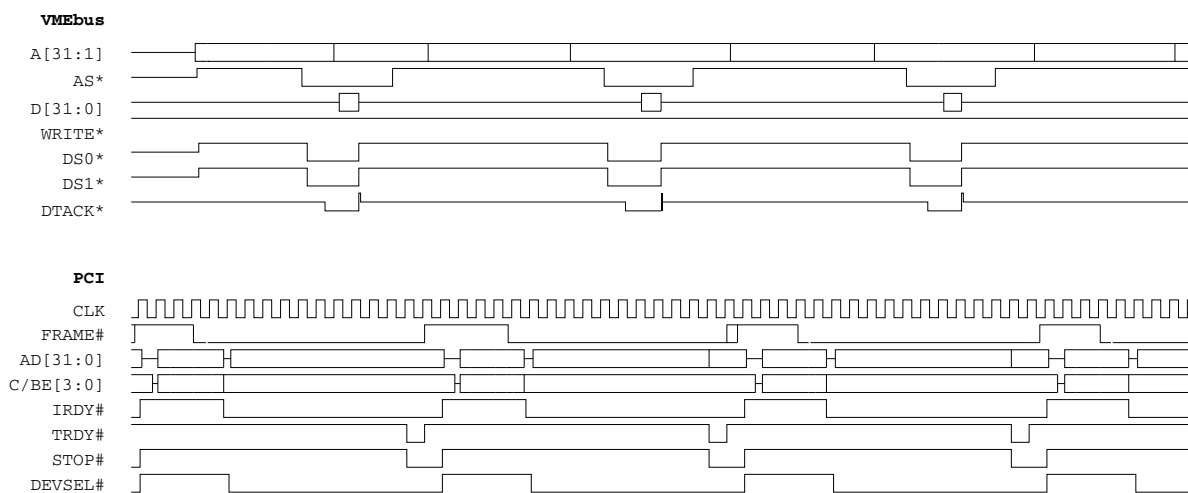 VMEbus
A[31:1]
AS*
D[31:0]
WRITE*
DS0*
DS1*
DTACK*
PCI
CLK
FRAME#
AD[31:0]
C/BE[3:0]
IRDY#
TRDY#
STOP#
DEVSEL#